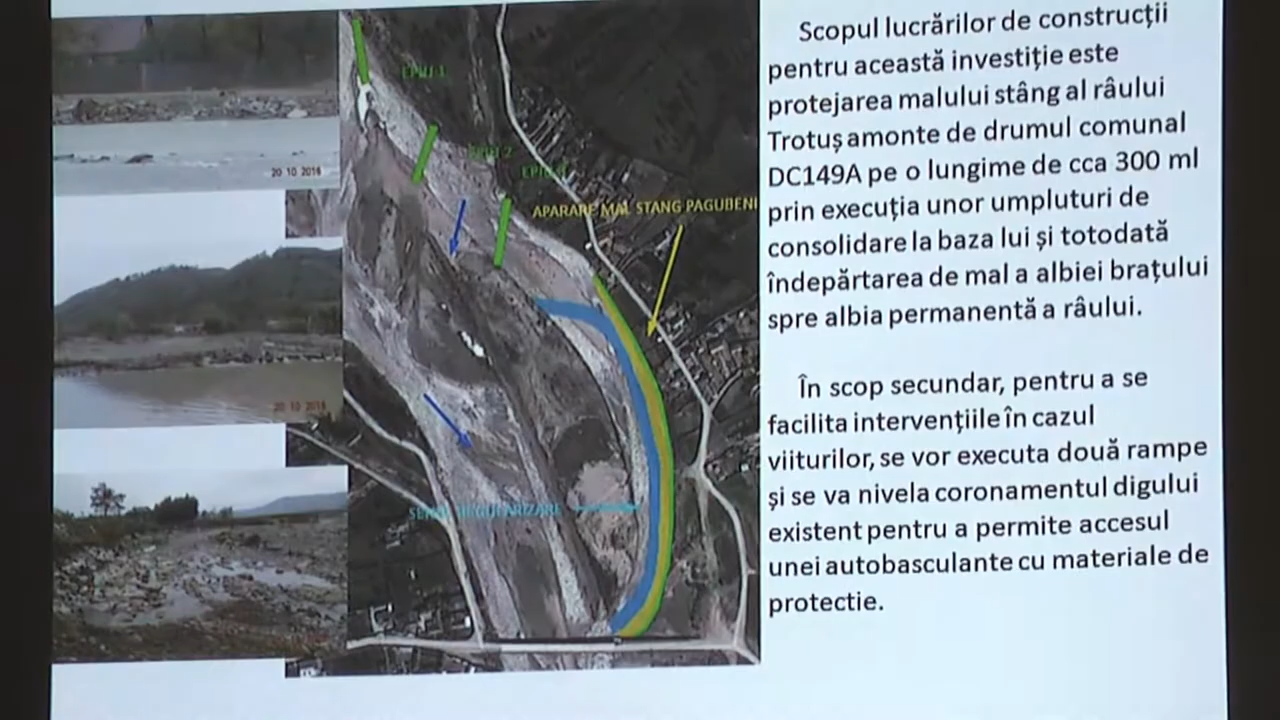 20 10 2016
20 10 2016
EPIU 1
EPIU 2
APARARE MAL STANG PAGUBENI
Scopul lucrărilor de construcții
pentru această investiție este
protejarea malului stâng al râului
Trotuș amonte de drumul comunal
DC149A pe o lungime de cca 300 ml
prin execuția unor umpluturi de
consolidare la baza lui și totodată
îndepărtarea de mal a albiei brațului
spre albia permanentă a râului.
În scop secundar, pentru a se
facilita intervențiile în cazul
viiturilor, se vor executa două rampe
și se va nivela coronamentul digului
existent pentru a permite accesul
unei autobasculante cu materiale de
protectie.